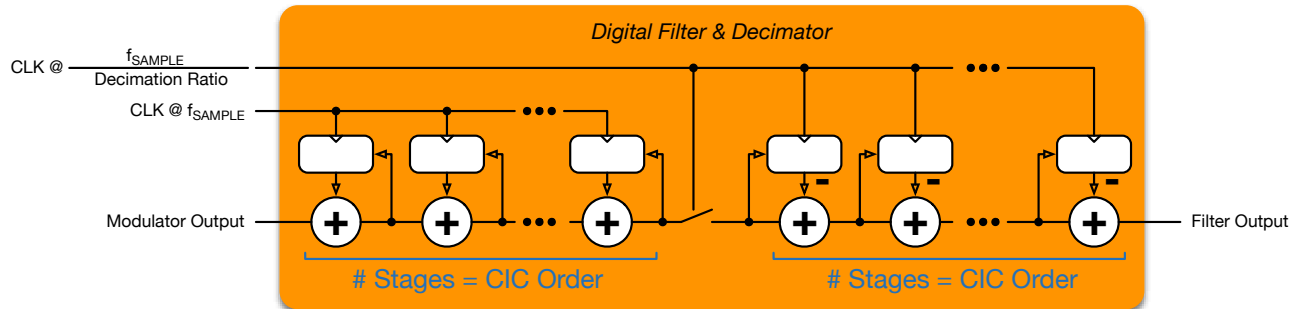 Digital Filter & Decimator
CLK @ fSAMPLE
Decimation Ratio
CLK @ fSAMPLE
Modulator Output
Filter Output
# Stages = CIC Order
# Stages = CIC Order